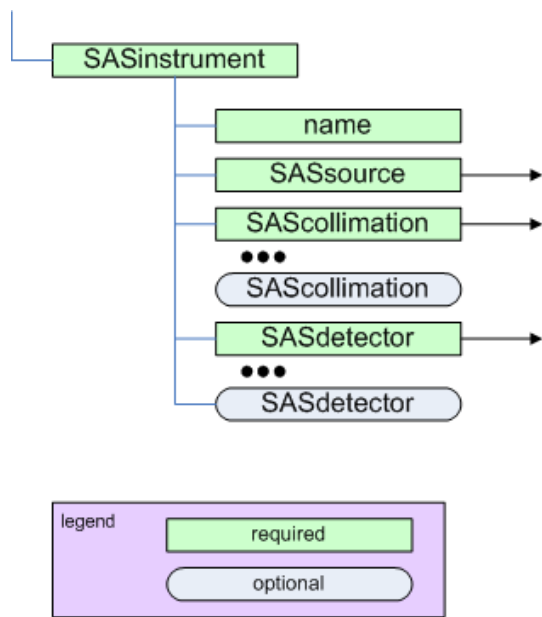 SASinstrument
name
SASsource
SAScollimation
●●●
SAScollimation
SASdetector
●●●
SASdetector
legend
required
optional